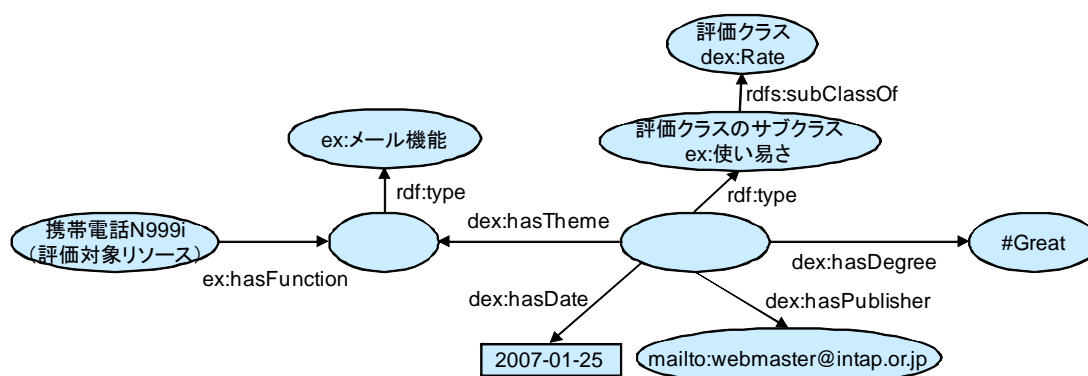 評価クラス
dex:Rate
rdfs:subClassOf
ex:メール機能
評価クラスのサブクラス
ex:使い易さ
rdf:type
rdf:type
携帯電話N999i
(評価対象リソース)
dex:hasTheme
#Great
ex:hasFunction
dex:hasDegree
dex:hasDate
dex:hasPublisher
2007-01-25
mailto:webmaster@intap.or.jp